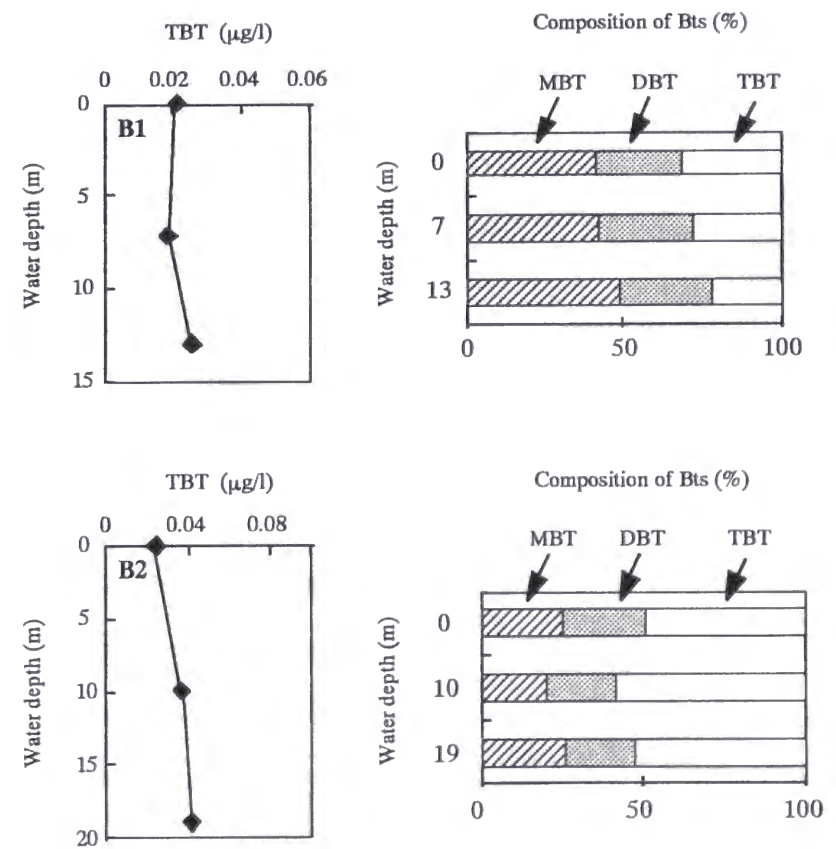 TBT (µg/l)
0 0.02 0.04 0.06
0
5
10
15
Water depth (m)
B1
Composition of Bts (%)
MBT DBT TBT
0
7
13
Water depth (m)
0 50 100
TBT (µg/l)
0 0.04 0.08
0
5
10
15
20
Water depth (m)
B2
Composition of Bts (%)
MBT DBT TBT
0
10
19
Water depth (m)
0 50 100